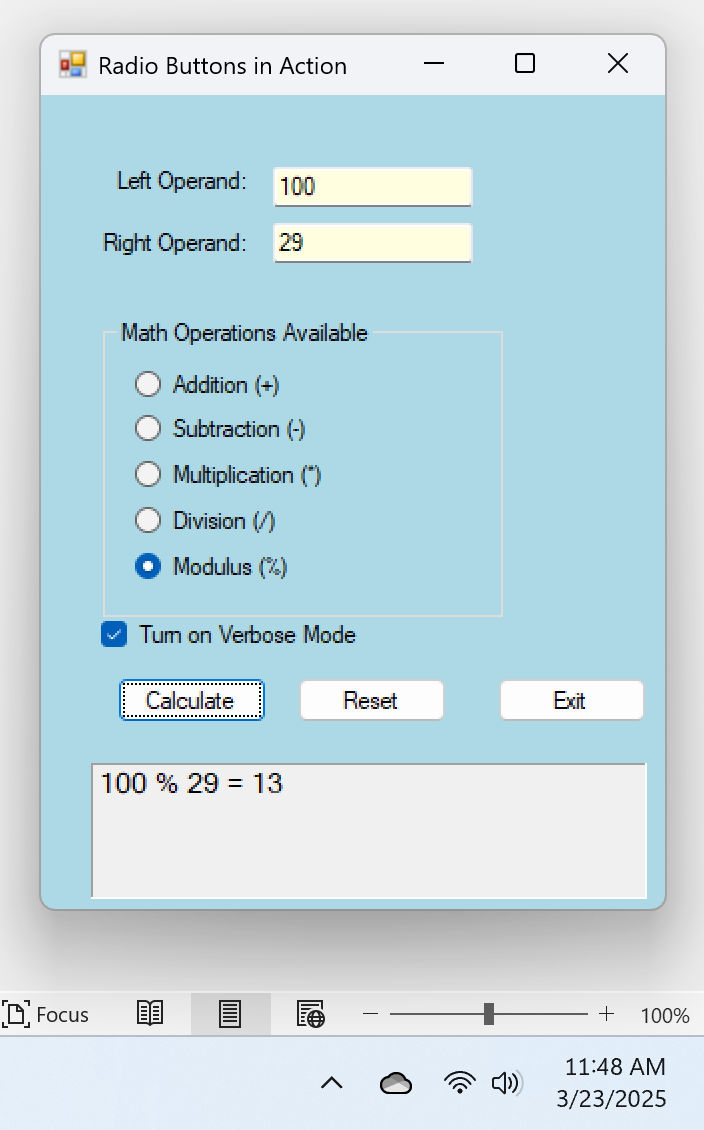 Radio Buttons in Action
Left Operand: 100
Right Operand: 29
Math Operations Available
Addition (+)
Subtraction (-)
Multiplication (*)
Division (/)
Modulus (%)
Turn on Verbose Mode
Calculate Reset Exit
100 % 29 = 13
Focus 100%
11:48 AM
3/23/2025